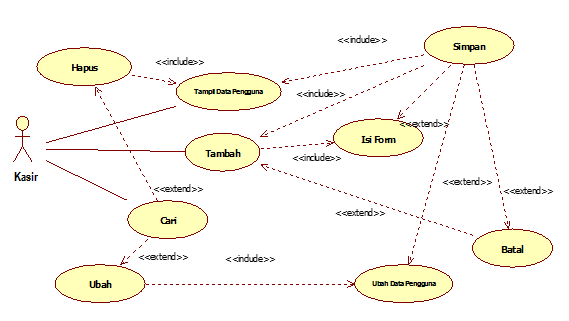 Simpan
<<include>>
Hapus
<<include>>
Tampil Data Pengguna
<<include>>
<<extend>>
Isi Form
Tambah
<<include>>
Kasir
<<extend>>
<<extend>>
<<extend>>
<<extend>>
Cari
Batal
<<extend>>
<<include>>
Ubah
Ubah Data Pengguna